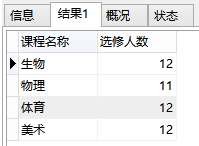 信息 结果1 概况 状态
课程名称 选修人数
生物 12
物理 11
体育 12
美术 12